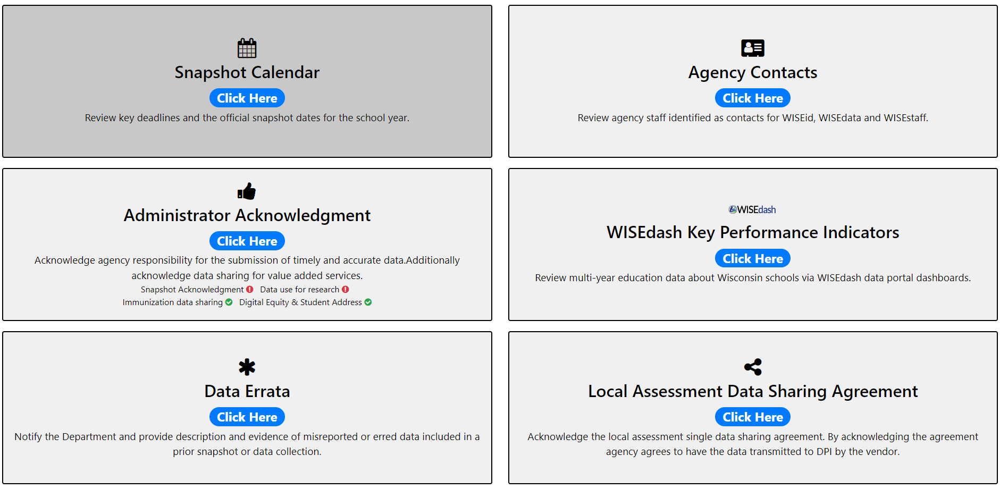 Snapshot Calendar
Click Here
Review key deadlines and the official snapshot dates for the school year.
Agency Contacts
Click Here
Review agency staff identified as contacts for WISEid, WISEdata and WISEstaff.
Administrator Acknowledgment
Click Here
Acknowledge agency responsibility for the submission of timely and accurate data.Additionally
acknowledge data sharing for value added services.
Snapshot Acknowledgment Data use for research
Immunization data sharing Digital Equity & Student Address
WISEdash
WISEdash Key Performance Indicators
Click Here
Review multi-year education data about Wisconsin schools via WISEdash data portal dashboards.
Data Errata
Click Here
Notify the Department and provide description and evidence of misreported or erred data included in a
prior snapshot or data collection.
Local Assessment Data Sharing Agreement
Click Here
Acknowledge the local assessment single data sharing agreement. By acknowledging the agreement
agency agrees to have the data transmitted to DPI by the vendor.